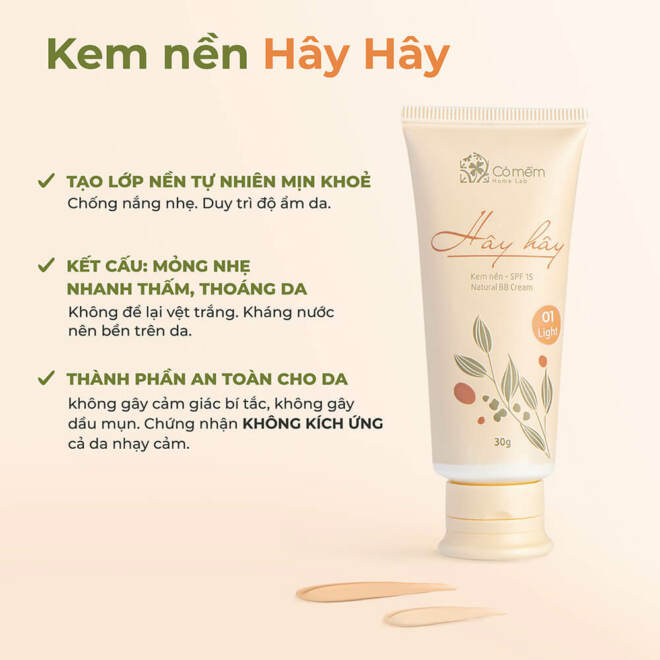 Kem nền Hây Hây
TẠO LỚP NỀN TỰ NHIÊN MỊN KHOẺ
Chống nắng nhẹ. Duy trì độ ẩm da.
KẾT CẤU: MỎNG NHẸ
NHANH THẤM, THOÁNG DA
Không để lại vệt trắng. Kháng nước
nên bền trên da.
THÀNH PHẦN AN TOÀN CHO DA
không gây cảm giác bí tắc, không gây
dầu mụn. Chứng nhận KHÔNG KÍCH ỨNG
cả da nhạy cảm.
Cỏ mềm
Home Lab
Hây hây
Kem nền - SPF 15
Natural BB Cream
01
Light
30g